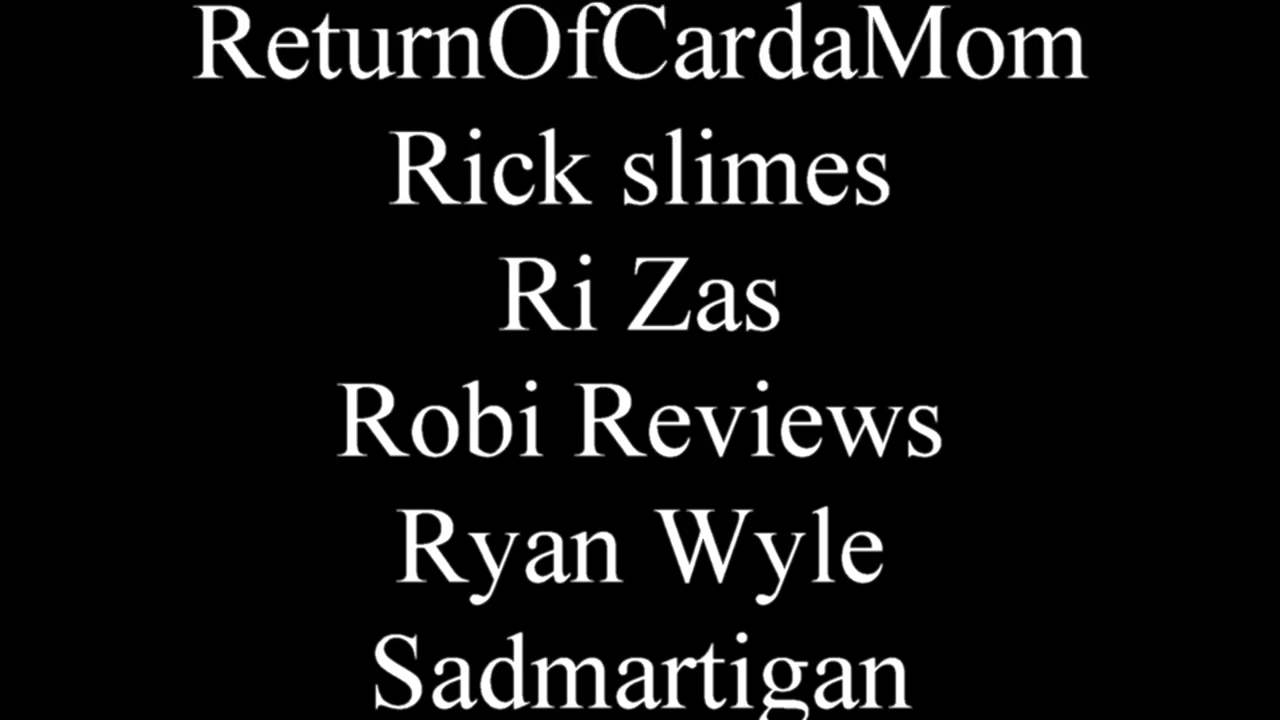 ReturnOfCardaMom
Rick slimes
Ri Zas
Robi Reviews
Ryan Wyle
Sadmartigan